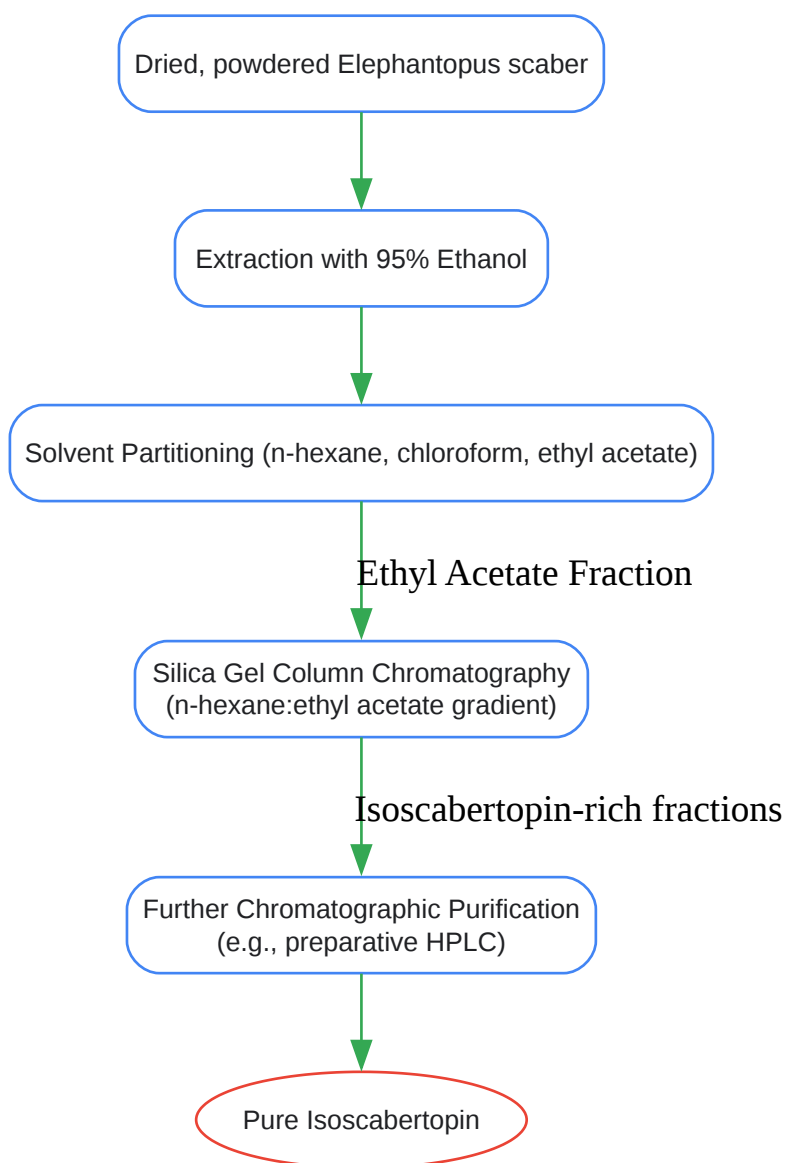 Dried, powdered Elephantopus scaber
Extraction with 95% Ethanol
Solvent Partitioning (n-hexane, chloroform, ethyl acetate)
Ethyl Acetate Fraction
Silica Gel Column Chromatography
(n-hexane:ethyl acetate gradient)
Isoscabertopin-rich fractions
Further Chromatographic Purification
(e.g., preparative HPLC)
Pure Isoscabertopin